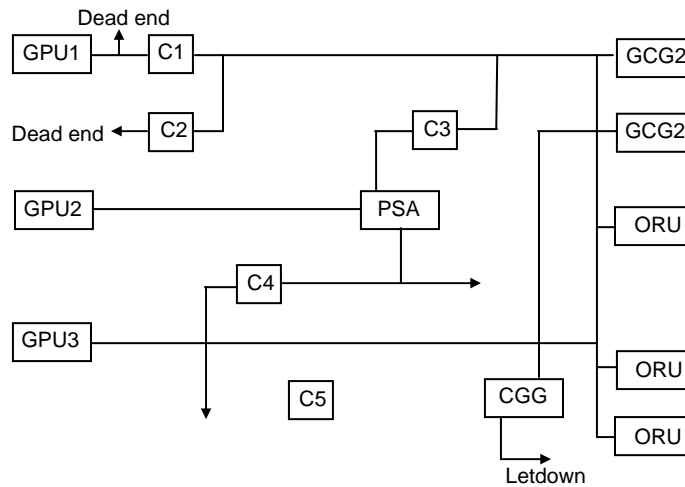 Dead end
GPU1
C1
GCG2
Dead end
C2
C3
GCG2
GPU2
PSA
ORU
C4
GPU3
ORU
C5
CGG
ORU
Letdown